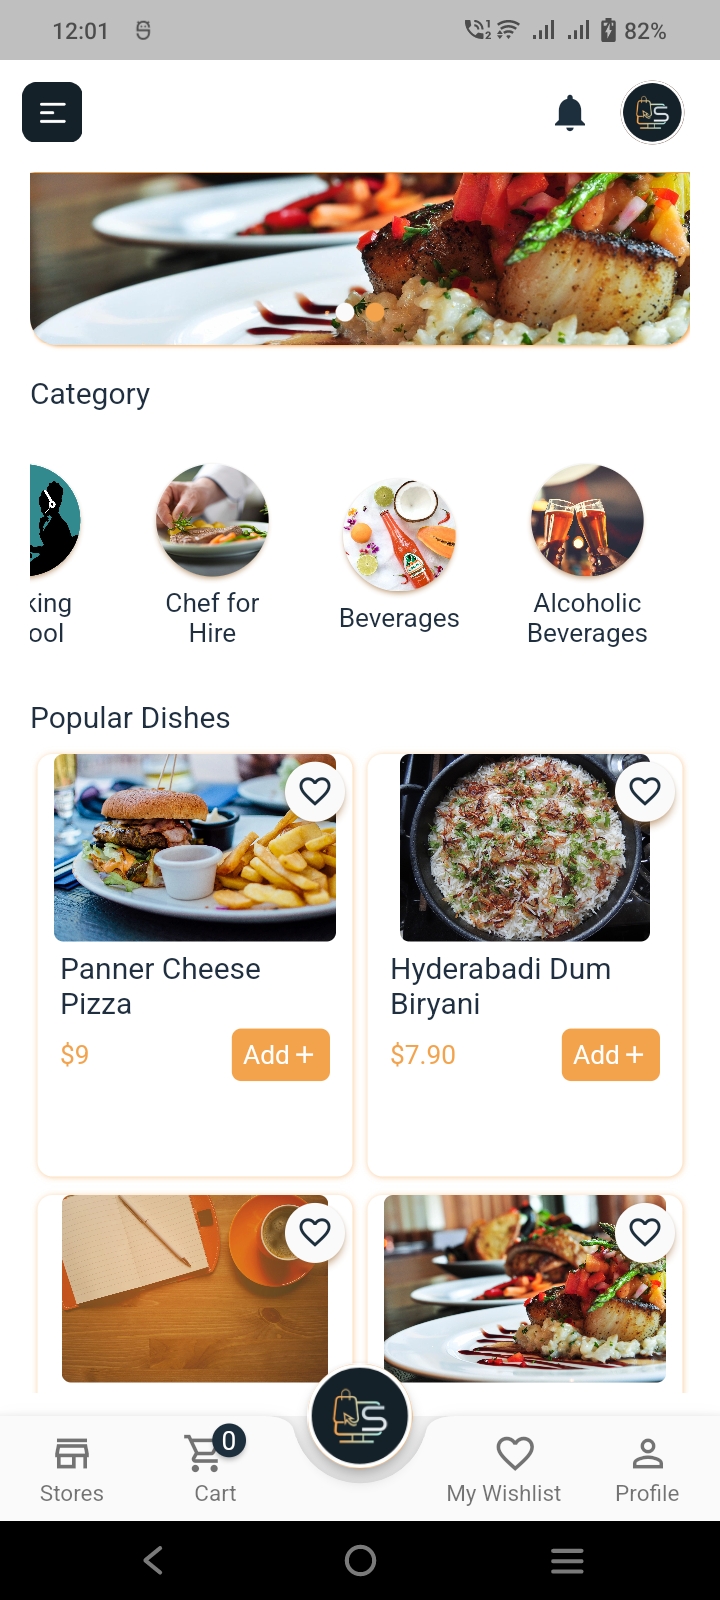 12:01
82%
Category
king
ool
Chef for
Hire
Beverages
Alcoholic
Beverages
Popular Dishes
Panner Cheese
Pizza
$9
Add +
Hyderabadi Dum
Biryani
$7.90
Add +
0
Stores
Cart
My Wishlist
Profile